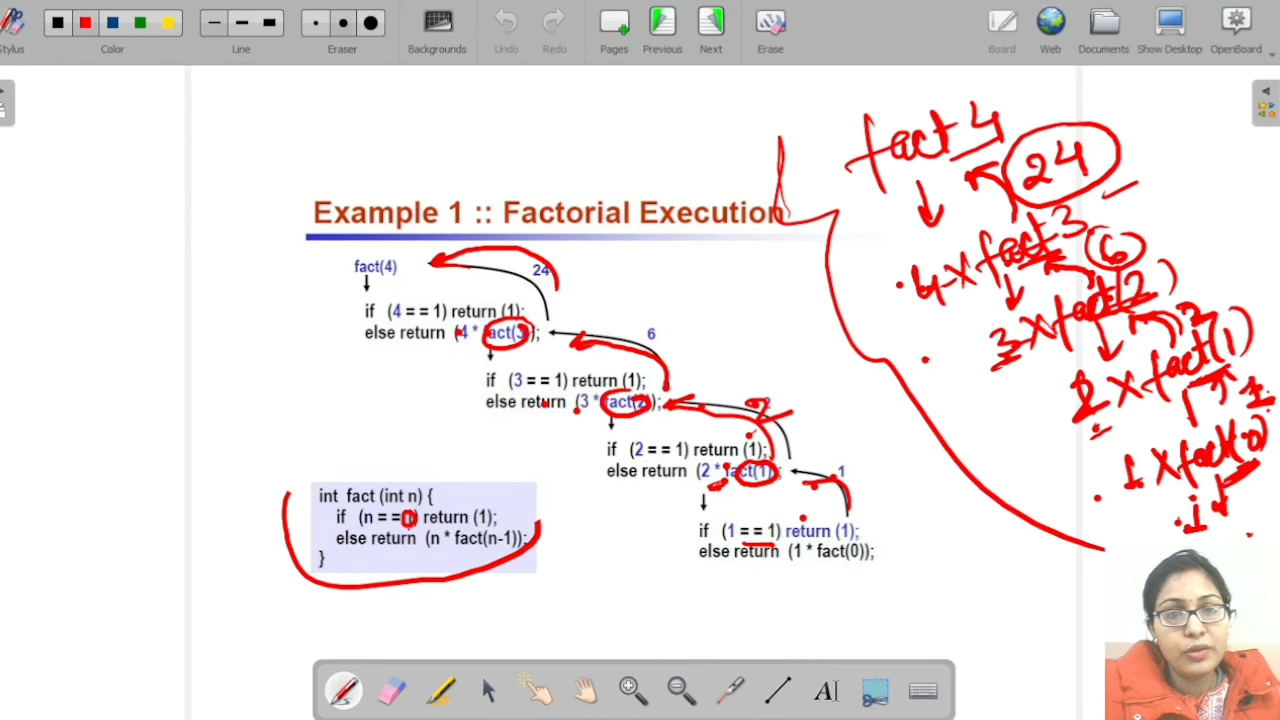 Stylus
Color
Line
Eraser
Backgrounds
Undo
Redo
Pages
Previous
Next
Erase
Board
Web
Documents
Show Desktop
OpenBoard
Example 1 :: Factorial Execution
fact(4)
24
if (4 = = 1) return (1);
else return (4 * fact(3));
6
if (3 = = 1) return (1);
else return (3 * fact(2));
2
if (2 = = 1) return (1);
else return (2 * fact(1));
1
if (1 = = 1) return (1);
else return (1 * fact(0));
int fact (int n) {
if (n = = 0) return (1);
else return (n * fact(n-1));
}
fact 4
24
4 x fact 3
6
3 x fact(2)
2
2 x fact(1)
1
1 x fact(0)
1